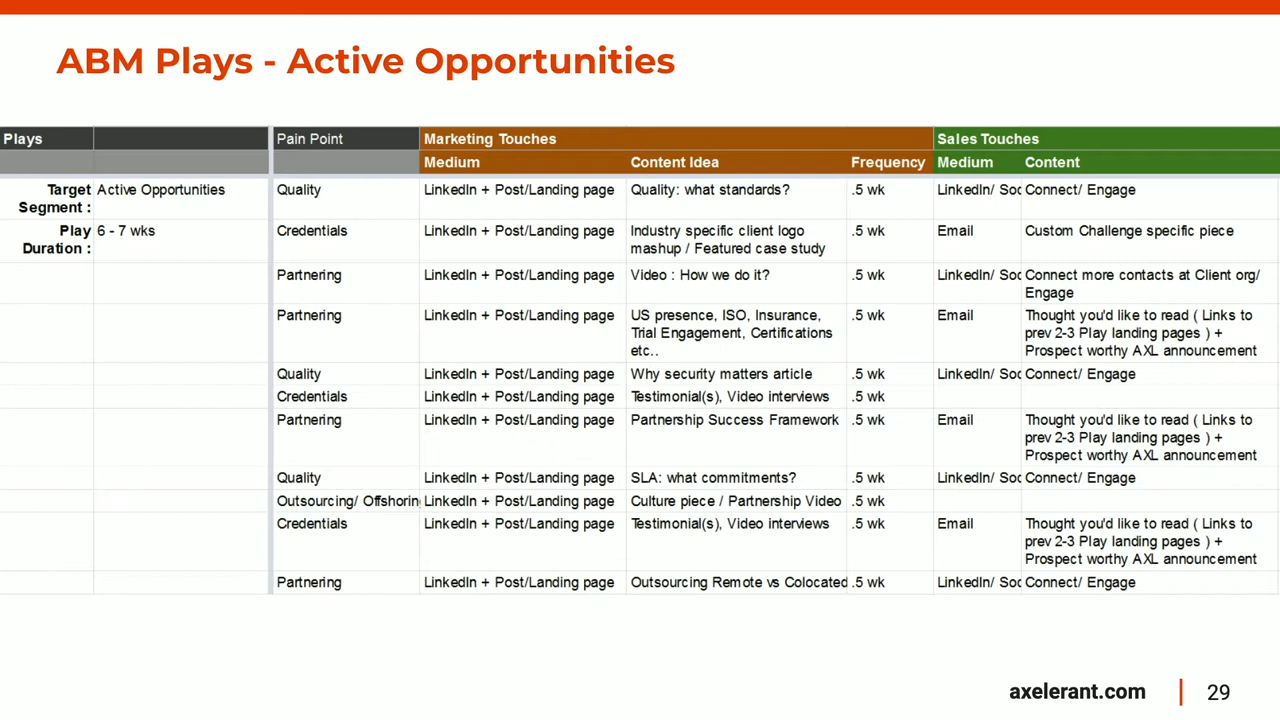 ABM Plays - Active Opportunities
Plays Pain Point Marketing Touches Sales Touches
Medium Content Idea Frequency Medium Content
Target Segment : Active Opportunities Quality LinkedIn + Post/Landing page Quality: what standards? .5 wk LinkedIn/ Soc Connect/ Engage
Play Duration : 6 - 7 wks Credentials LinkedIn + Post/Landing page Industry specific client logo mashup / Featured case study .5 wk Email Custom Challenge specific piece
Partnering LinkedIn + Post/Landing page Video : How we do it? .5 wk LinkedIn/ Soc Connect more contacts at Client org/ Engage
Partnering LinkedIn + Post/Landing page US presence, ISO, Insurance, Trial Engagement, Certifications etc.. .5 wk Email Thought you'd like to read ( Links to prev 2-3 Play landing pages ) + Prospect worthy AXL announcement
Quality LinkedIn + Post/Landing page Why security matters article .5 wk LinkedIn/ Soc Connect/ Engage
Credentials LinkedIn + Post/Landing page Testimonial(s), Video interviews .5 wk
Partnering LinkedIn + Post/Landing page Partnership Success Framework .5 wk Email Thought you'd like to read ( Links to prev 2-3 Play landing pages ) + Prospect worthy AXL announcement
Quality LinkedIn + Post/Landing page SLA: what commitments? .5 wk LinkedIn/ Soc Connect/ Engage
Outsourcing/ Offshorin LinkedIn + Post/Landing page Culture piece / Partnership Video .5 wk
Credentials LinkedIn + Post/Landing page Testimonial(s), Video interviews .5 wk Email Thought you'd like to read ( Links to prev 2-3 Play landing pages ) + Prospect worthy AXL announcement
Partnering LinkedIn + Post/Landing page Outsourcing Remote vs Colocated .5 wk LinkedIn/ Soc Connect/ Engage
axelerant.com 29